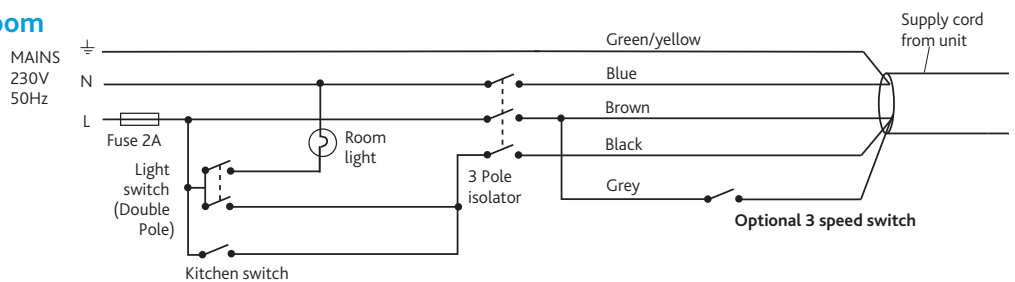 oom
MAINS
230V
50Hz
N
L
Fuse 2A
Light
switch
(Double
Pole)
Kitchen switch
Room
light
3 Pole
isolator
Green/yellow
Blue
Brown
Black
Grey
Optional 3 speed switch
Supply cord
from unit